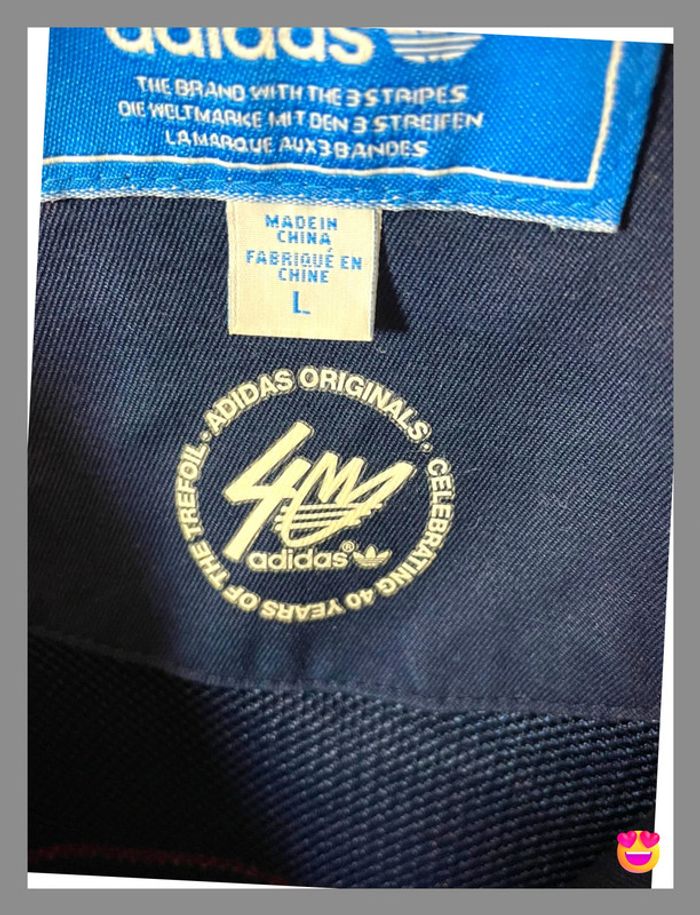 adidas
THE BRAND WITH THE 3 STRIPES
DIE WELTMARKE MIT DEN 3 STREIFEN
LA MARQUE AUX 3 BANDES
MADE IN
CHINA
FABRIQUÉ EN
CHINE
L
ADIDAS ORIGINALS · CELEBRATING 40 YEARS OF THE TREFOIL ·
40
adidas®